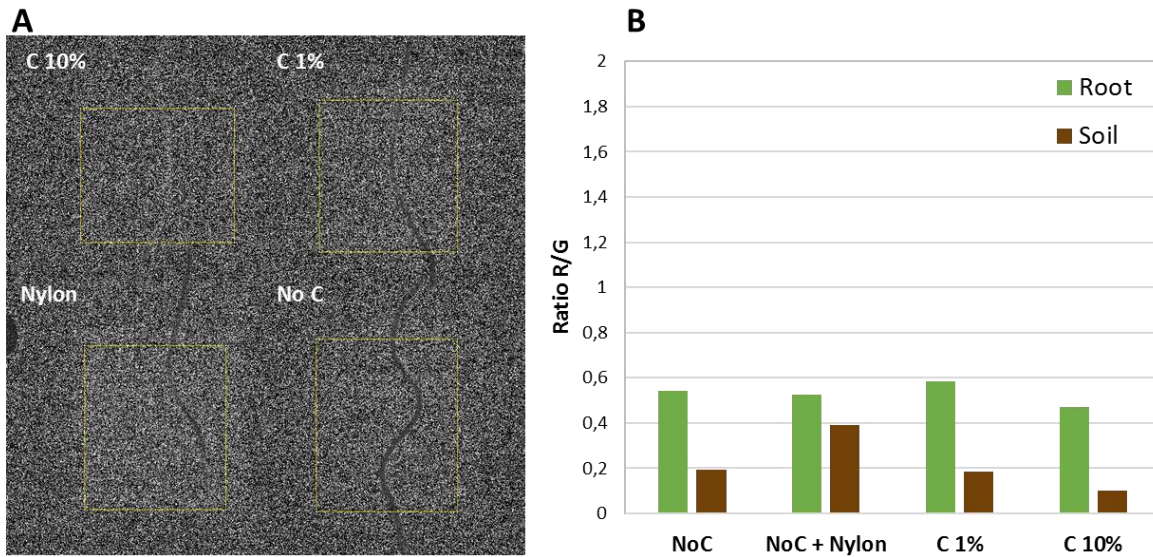 A
C 10%
C 1%
Nylon
No C
B
Ratio R/G
2
1,8
1,6
1,4
1,2
1
0,8
0,6
0,4
0,2
0
Root
Soil
NoC
NoC + Nylon
C 1%
C 10%